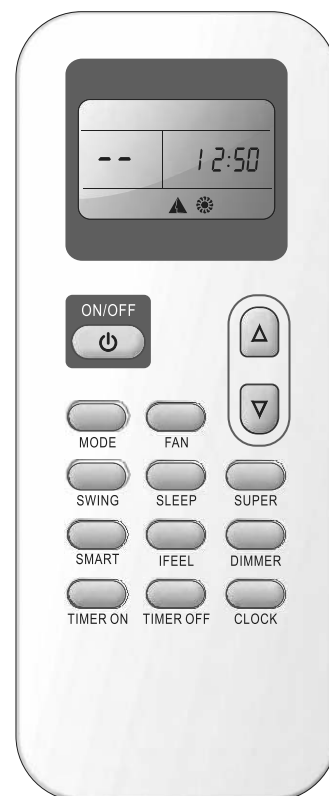 -- 12:50
ON/OFF
MODE FAN
SWING SLEEP SUPER
SMART IFEEL DIMMER
TIMER ON TIMER OFF CLOCK